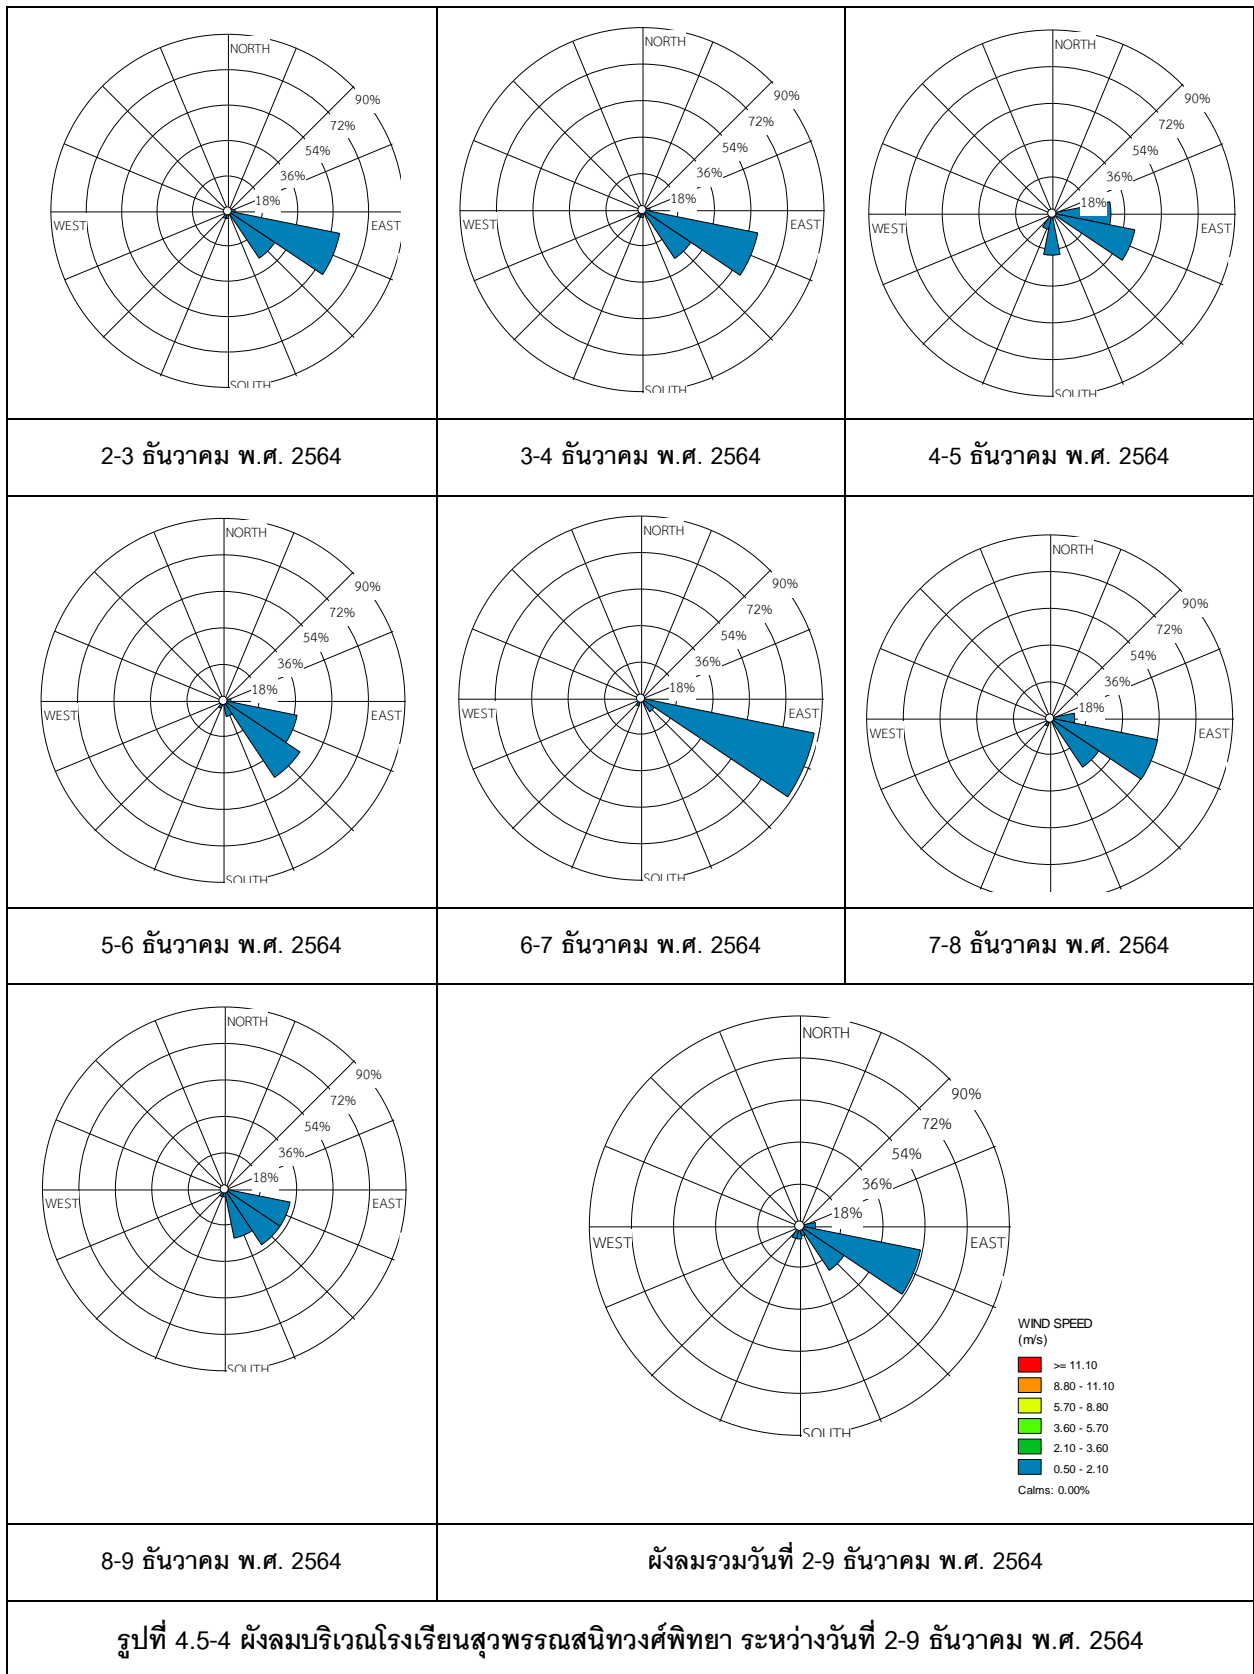 NORTH
90%
72%
54%
36%
18%
WEST
EAST
SOUTH
NORTH
90%
72%
54%
36%
18%
WEST
EAST
SOUTH
NORTH
90%
72%
54%
36%
18%
WEST
EAST
SOUTH
2-3 ธันวาคม พ.ศ. 2564
3-4 ธันวาคม พ.ศ. 2564
4-5 ธันวาคม พ.ศ. 2564
NORTH
90%
72%
54%
36%
18%
WEST
EAST
SOUTH
NORTH
90%
72%
54%
36%
18%
WEST
EAST
SOUTH
NORTH
90%
72%
54%
36%
18%
WEST
EAST
5-6 ธันวาคม พ.ศ. 2564
6-7 ธันวาคม พ.ศ. 2564
7-8 ธันวาคม พ.ศ. 2564
NORTH
90%
72%
54%
36%
18%
WEST
EAST
SOUTH
NORTH
90%
72%
54%
36%
18%
WEST
EAST
SOUTH
WIND SPEED
(m/s)
>= 11.10
8.80 - 11.10
5.70 - 8.80
3.60 - 5.70
2.10 - 3.60
0.50 - 2.10
Calms: 0.00%
8-9 ธันวาคม พ.ศ. 2564
ผังลมรวมวันที่ 2-9 ธันวาคม พ.ศ. 2564
รูปที่ 4.5-4 ผังลมบริเวณโรงเรียนสุวพรรณสนิทวงศ์พิทยา ระหว่างวันที่ 2-9 ธันวาคม พ.ศ. 2564